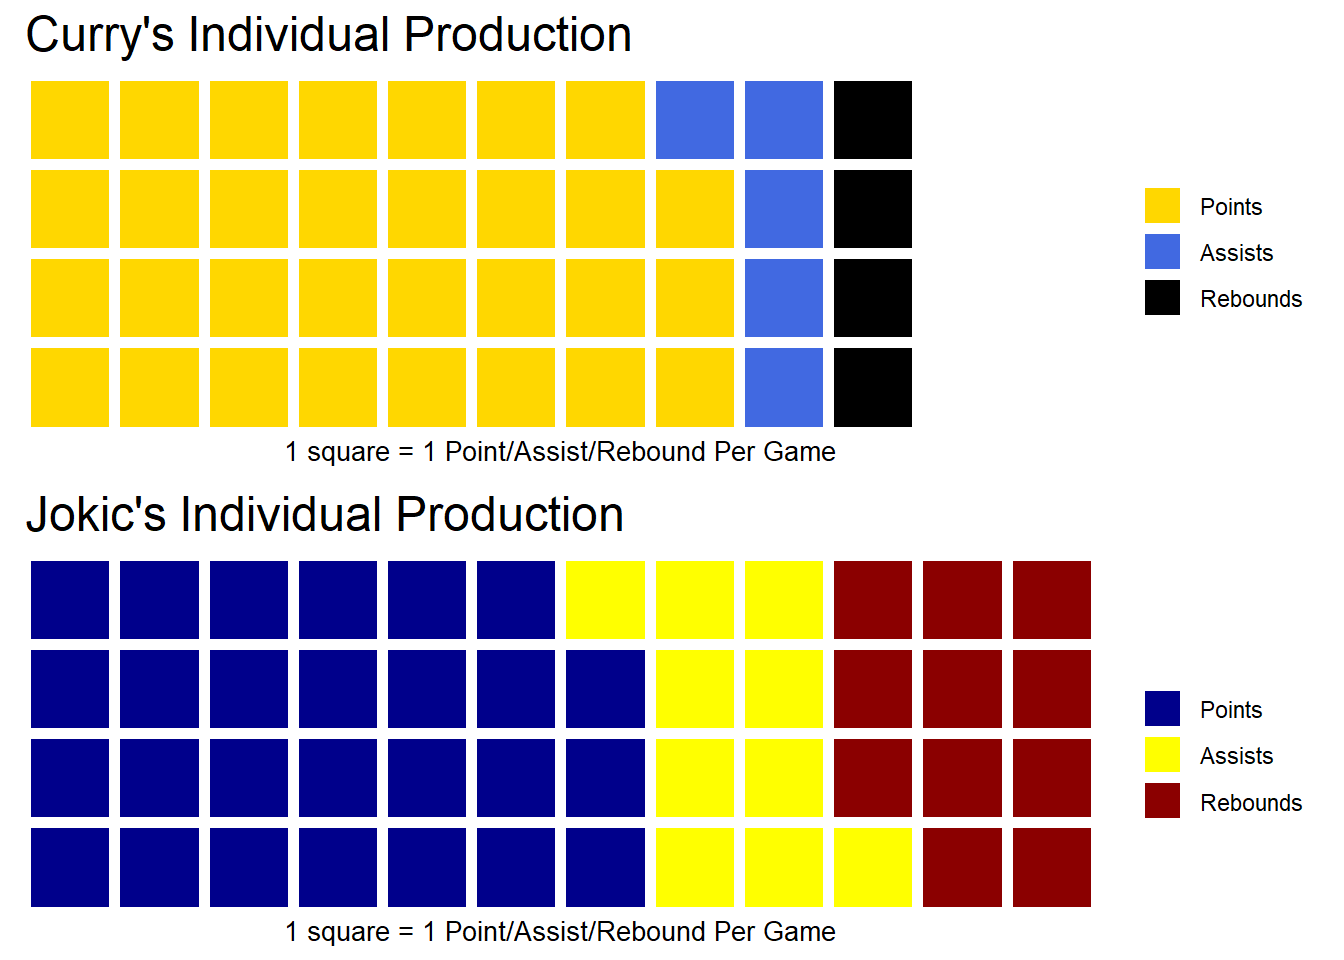 Curry's Individual Production
Points
Assists
Rebounds
1 square = 1 Point/Assist/Rebound Per Game
Jokic's Individual Production
Points
Assists
Rebounds
1 square = 1 Point/Assist/Rebound Per Game